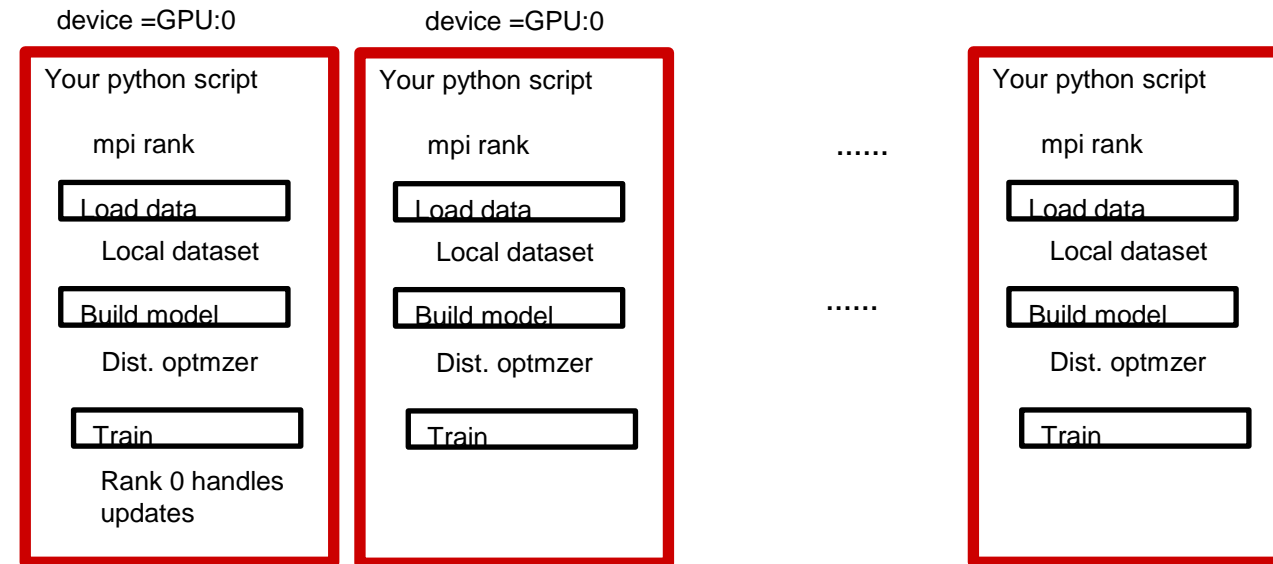 device =GPU:0
device =GPU:0
Your python script
mpi rank
Load data
Local dataset
Build model
Dist. optmzer
Train
Rank 0 handles
updates
Your python script
mpi rank
Load data
Local dataset
Build model
Dist. optmzer
Train
......
......
Your python script
mpi rank
Load data
Local dataset
Build model
Dist. optmzer
Train